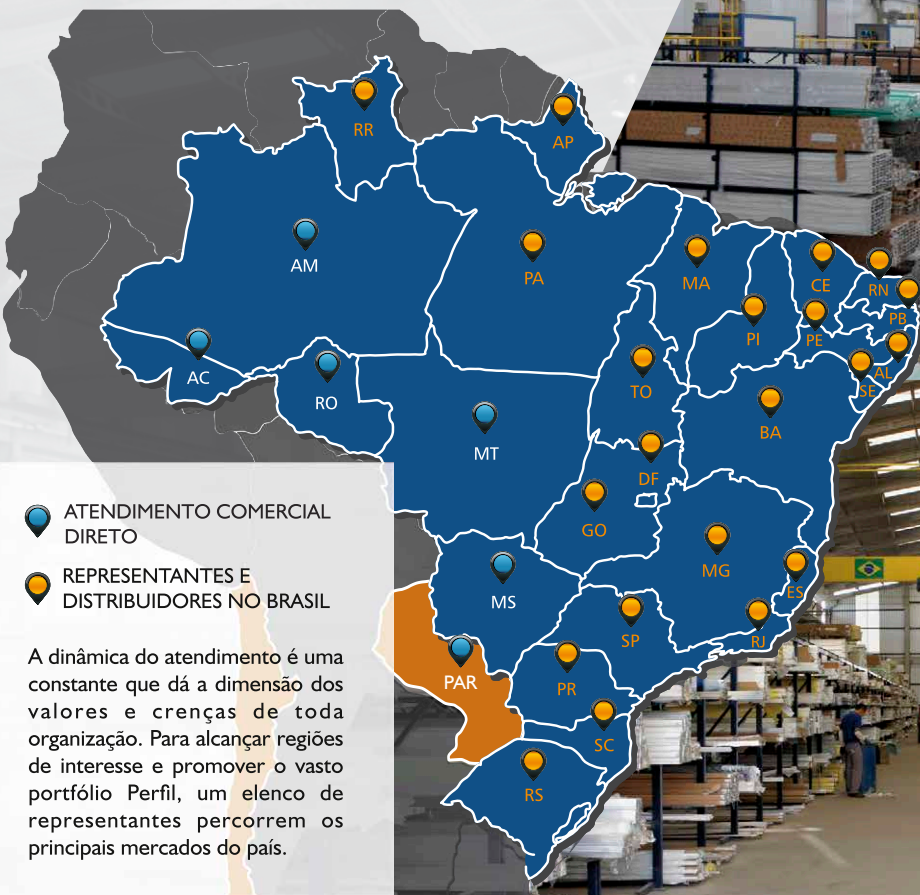 RR
AP
AM
PA
MA
CE
RN
PB
PI
PE
AL
SE
AC
RO
TO
BA
MT
DF
GO
MG
ES
MS
SP
RJ
PAR
PR
SC
RS
ATENDIMENTO COMERCIAL
DIRETO
REPRESENTANTES E
DISTRIBUIDORES NO BRASIL
A dinâmica do atendimento é uma
constante que dá a dimensão dos
valores e crenças de toda
organização. Para alcançar regiões
de interesse e promover o vasto
portfólio Perfil, um elenco de
representantes percorrem os
principais mercados do país.